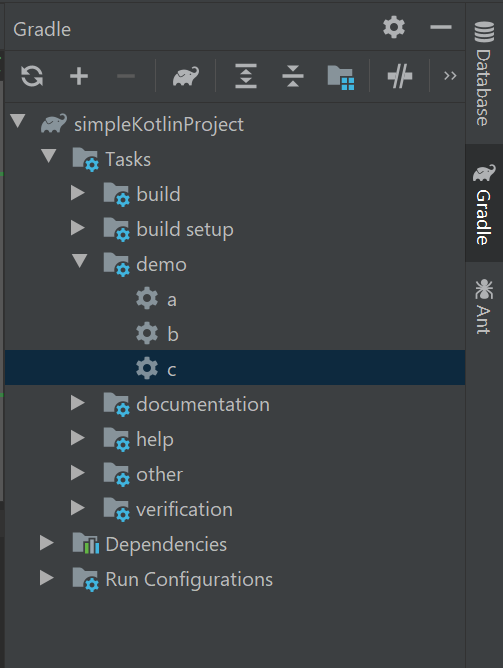 Gradle
simpleKotlinProject
Tasks
build
build setup
demo
a
b
c
documentation
help
other
verification
Dependencies
Run Configurations
Database
Gradle
Ant